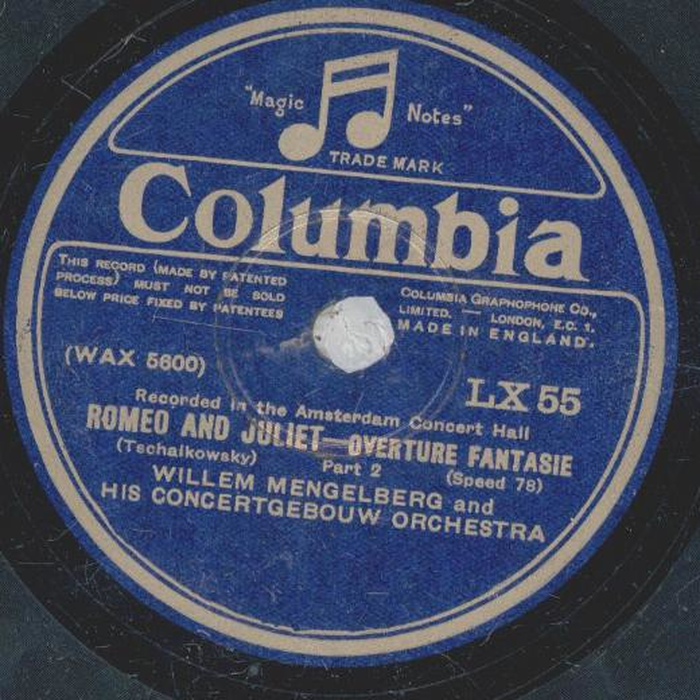 "Magic Notes"
TRADE MARK
Columbia
THIS RECORD (MADE BY PATENTED
PROCESS) MUST NOT BE SOLD
BELOW PRICE FIXED BY PATENTEES
COLUMBIA GRAPHOPHONE CO.,
LIMITED. — LONDON, E.C. 1.
MADE IN ENGLAND.
(WAX 5600)
LX 55
Recorded in the Amsterdam Concert Hall
ROMEO AND JULIET—OVERTURE FANTASIE
(Tschaikowsky) Part 2 (Speed 78)
WILLEM MENGELBERG and
HIS CONCERTGEBOUW ORCHESTRA